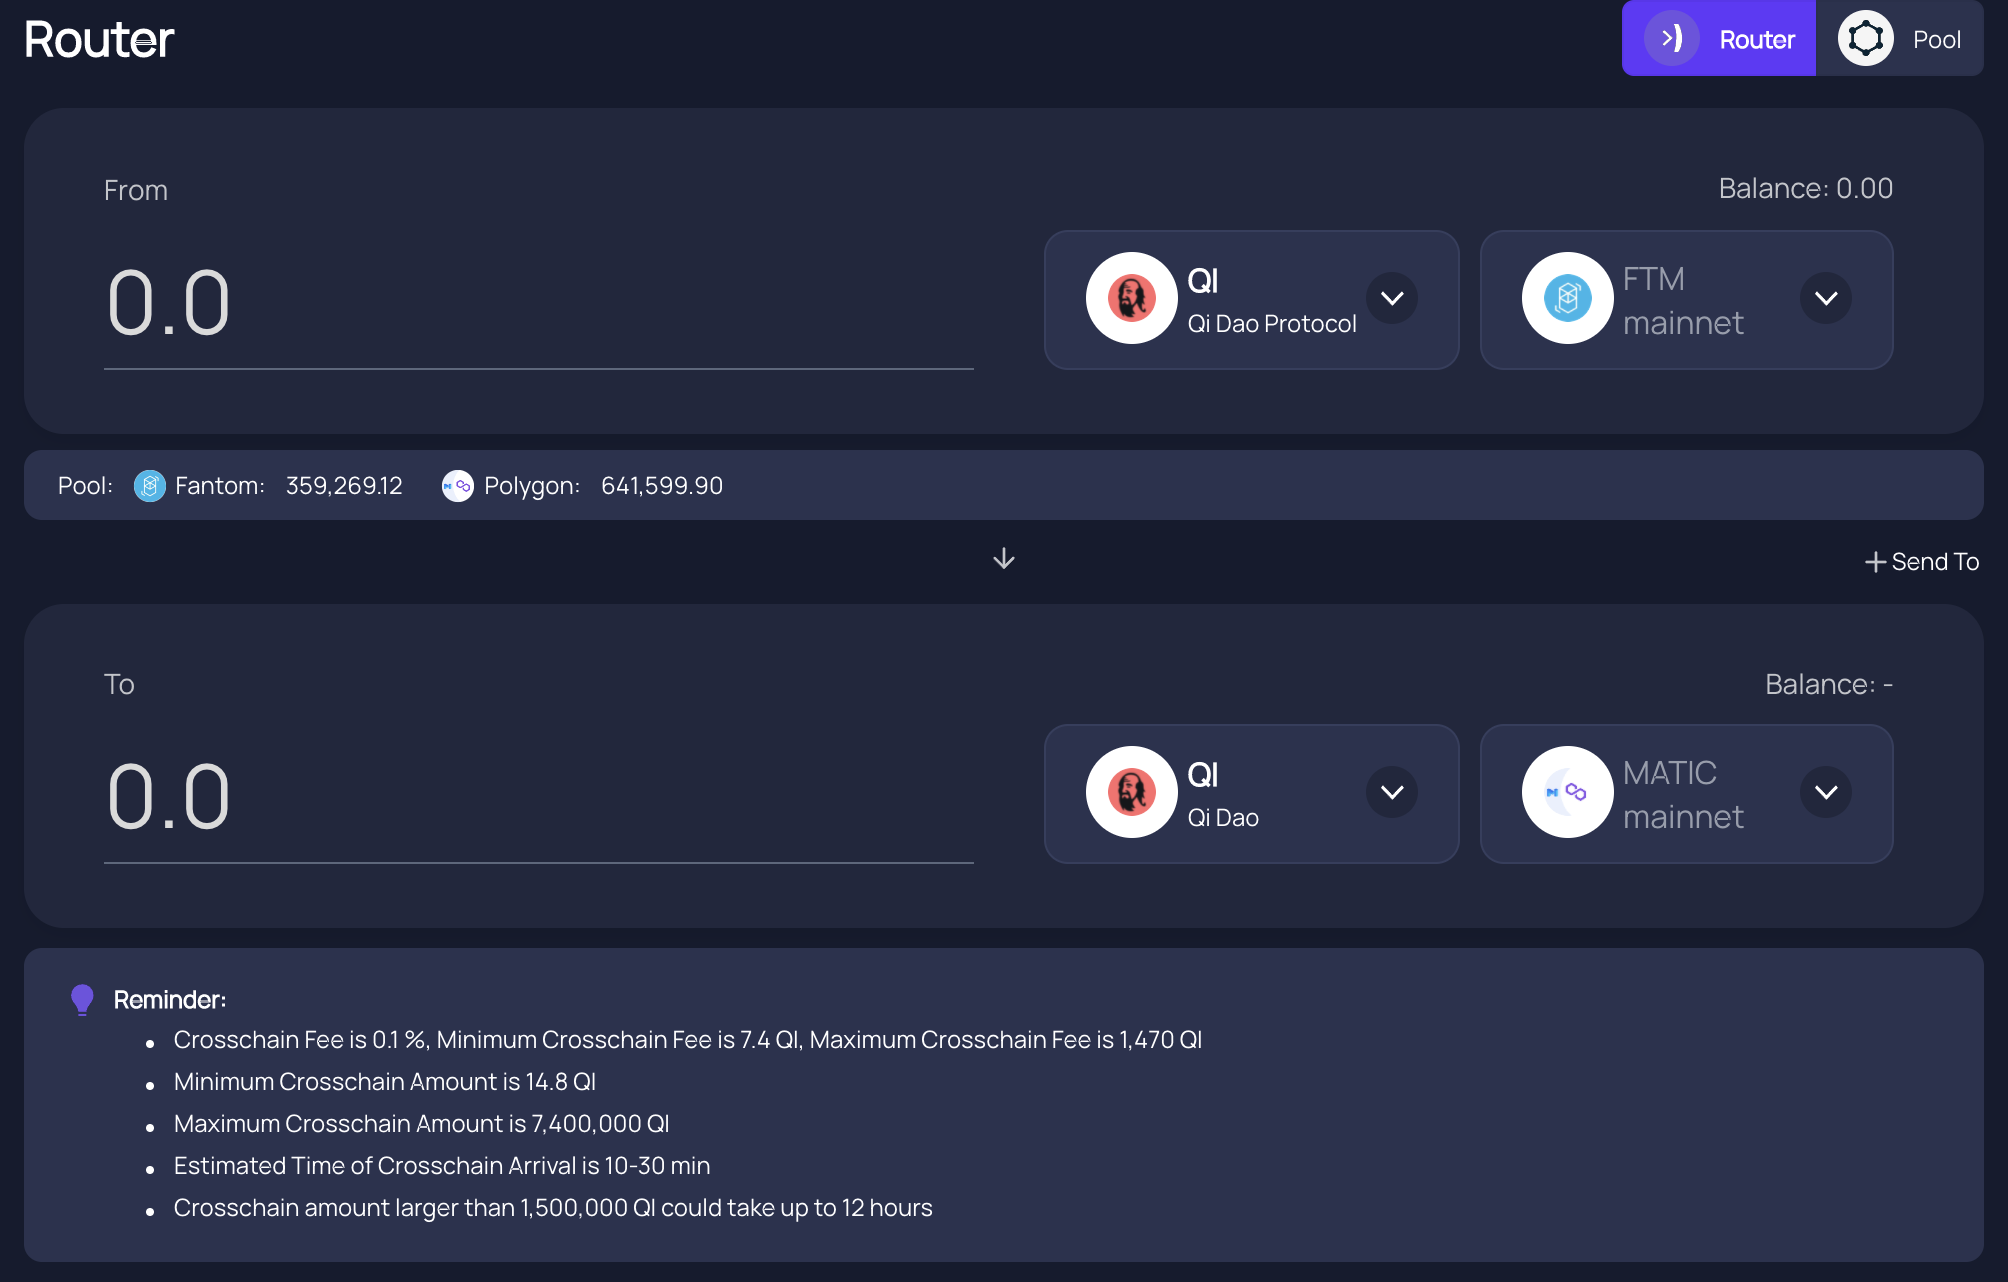 Router
Router
Pool
From
Balance: 0.00
0.0
QI
Qi Dao Protocol
FTM
mainnet
Pool: Fantom: 359,269.12 Polygon: 641,599.90
Send To
To
Balance: -
0.0
QI
Qi Dao
MATIC
mainnet
Reminder:
Crosschain Fee is 0.1 %, Minimum Crosschain Fee is 7.4 QI, Maximum Crosschain Fee is 1,470 QI
Minimum Crosschain Amount is 14.8 QI
Maximum Crosschain Amount is 7,400,000 QI
Estimated Time of Crosschain Arrival is 10-30 min
Crosschain amount larger than 1,500,000 QI could take up to 12 hours